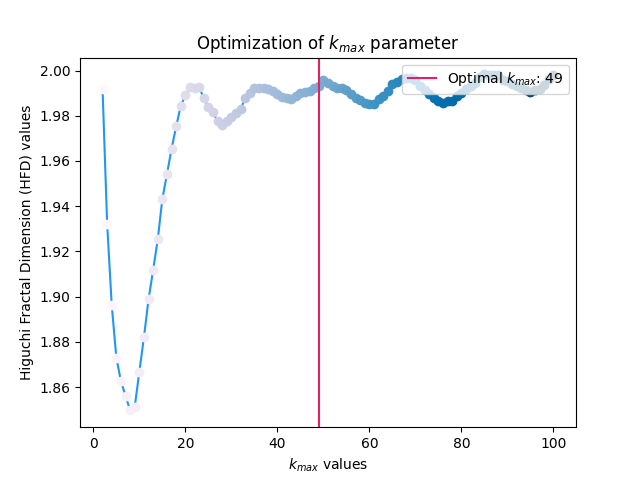 Optimization of k_max parameter
Optimal k_max: 49
Higuchi Fractal Dimension (HFD) values
2.00
1.98
1.96
1.94
1.92
1.90
1.88
1.86
0 20 40 60 80 100
k_max values